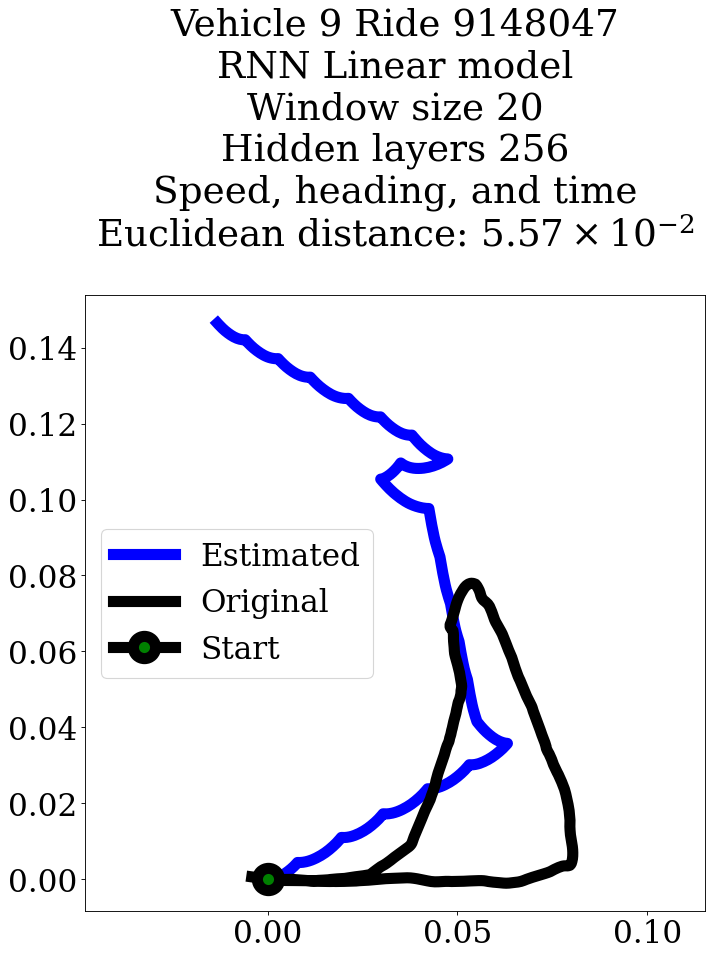 Vehicle 9 Ride 9148047
RNN Linear model
Window size 20
Hidden layers 256
Speed, heading, and time
Euclidean distance: 5.57 × 10⁻²
0.14
0.12
0.10
0.08
0.06
0.04
0.02
0.00
Estimated
Original
Start
0.00 0.05 0.10